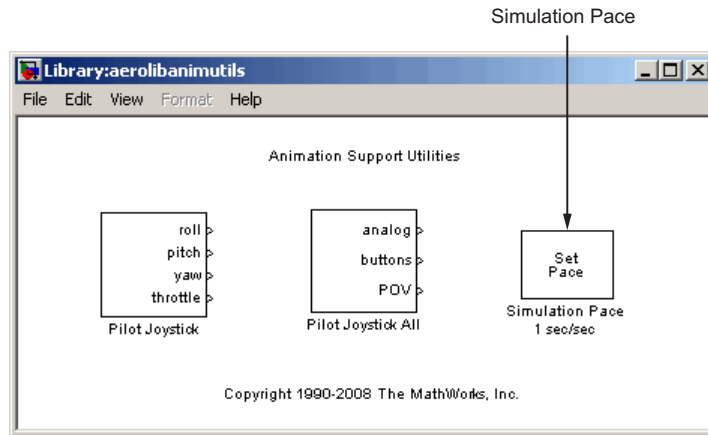 Simulation Pace
Library:aerolibanimutils
File Edit View Format Help
Animation Support Utilities
roll
pitch
yaw
throttle
Pilot Joystick
analog
buttons
POV
Pilot Joystick All
Set
Pace
Simulation Pace
1 sec/sec
Copyright 1990-2008 The MathWorks, Inc.